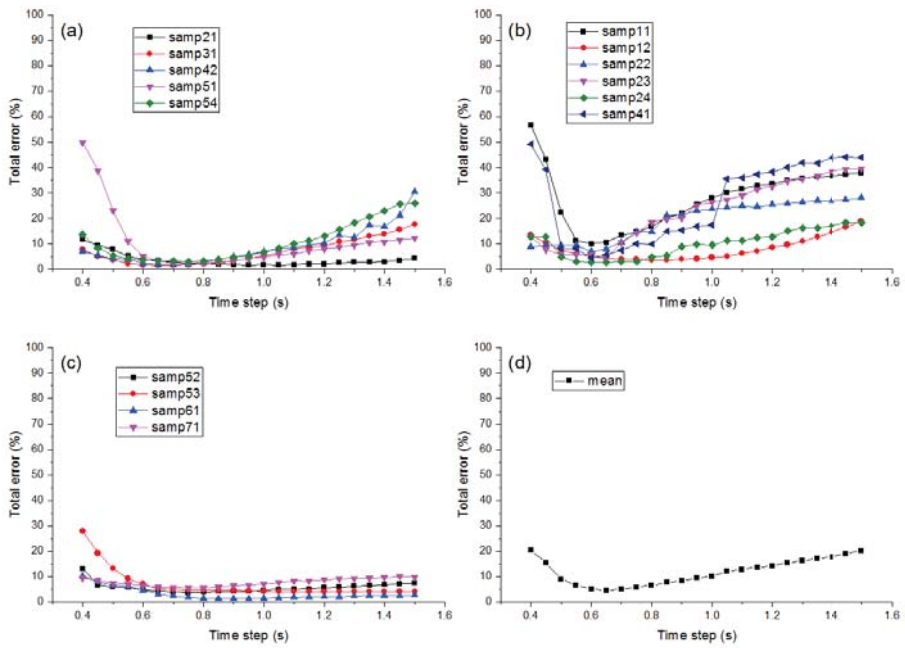 (a)
samp21
samp31
samp42
samp51
samp54
Total error (%)
100
90
80
70
60
50
40
30
20
10
0
0.4 0.6 0.8 1.0 1.2 1.4 1.6
Time step (s)
(b)
samp11
samp12
samp22
samp23
samp24
samp41
Total error (%)
100
90
80
70
60
50
40
30
20
10
0
0.4 0.6 0.8 1.0 1.2 1.4 1.6
Time step (s)
(c)
samp52
samp53
samp61
samp71
Total error (%)
100
90
80
70
60
50
40
30
20
10
0
0.4 0.6 0.8 1.0 1.2 1.4 1.6
Time step (s)
(d)
mean
Total error (%)
100
90
80
70
60
50
40
30
20
10
0
0.4 0.6 0.8 1.0 1.2 1.4 1.6
Time step (s)